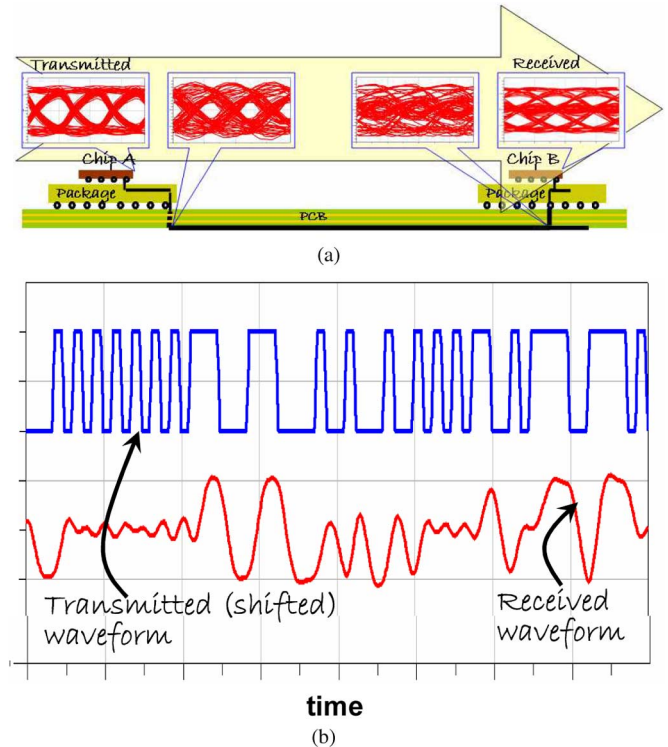 Transmitted
Received
Chip A
Chip B
Package
Package
PCB
(a)
Transmitted (shifted)
waveform
Received
waveform
time
(b)